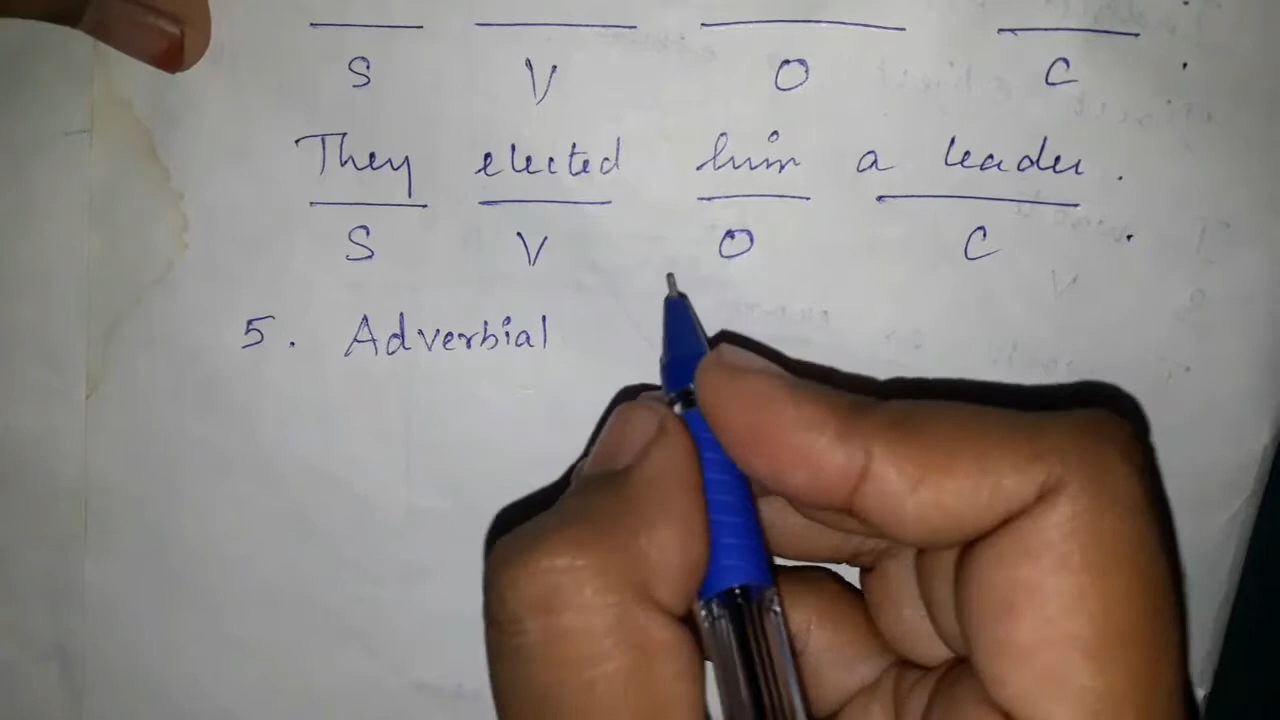 S V O C .
They elected him a leader .
S V O C .
5. Adverbial